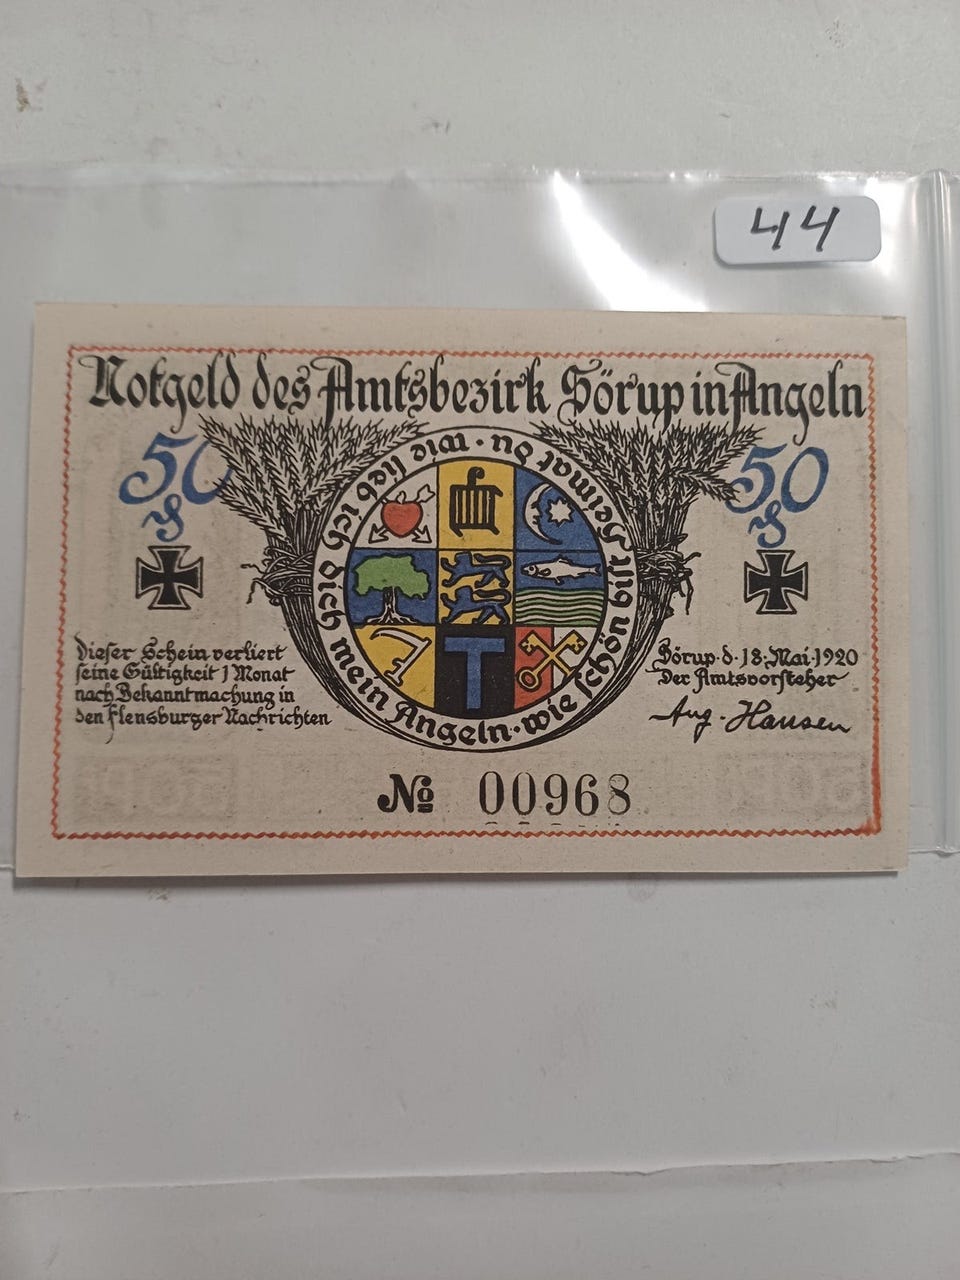 44
Notgeld des Amtsbezirk Sörup in Angeln
50
50
wie schön bist Heimat du · wie lieb ich dich mein Angeln ·
Dieser Schein verliert
seine Gültigkeit 1 Monat
nach Bekanntmachung in
den Flensburger Nachrichten
Sörup · d · 18 · Mai · 1920
Der Amtsvorsteher
Aug. Hansen
No 00968
T